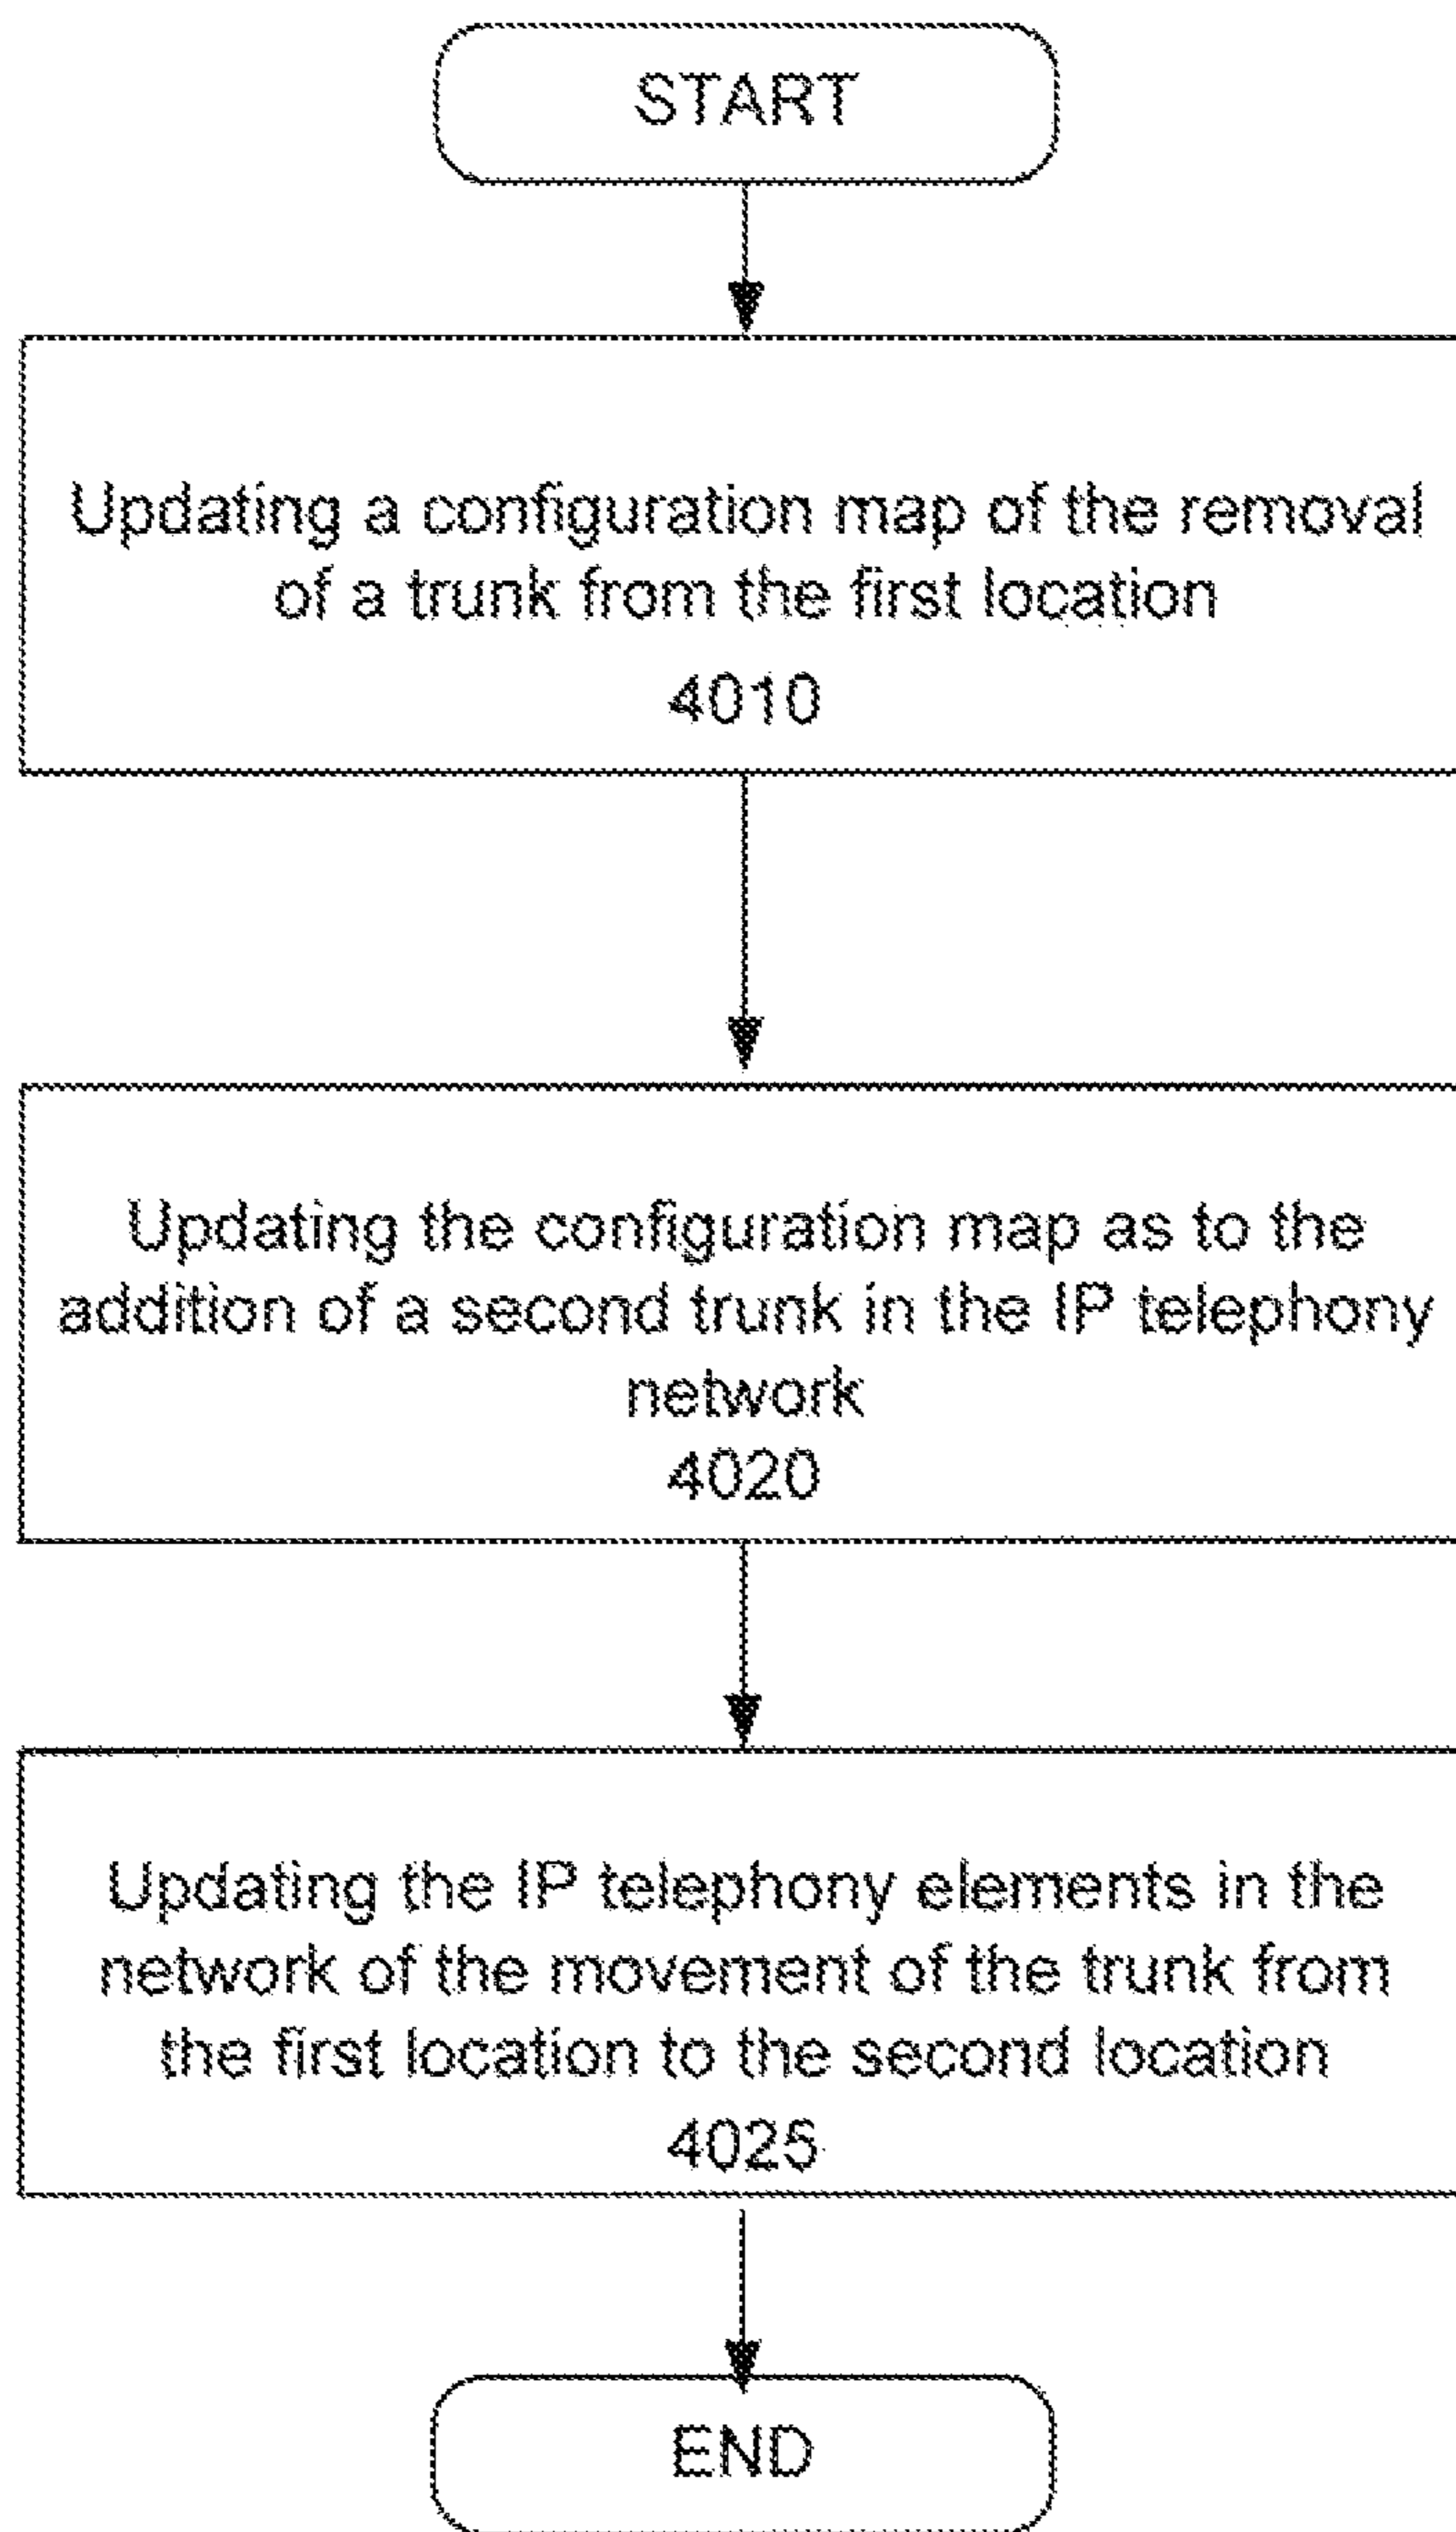 START
Updating a configuration map of the removal
of a trunk from the first location
4010
Updating the configuration map as to the
addition of a second trunk in the IP telephony
network
4020
Updating the IP telephony elements in the
network of the movement of the trunk from
the first location to the second location
4025
END